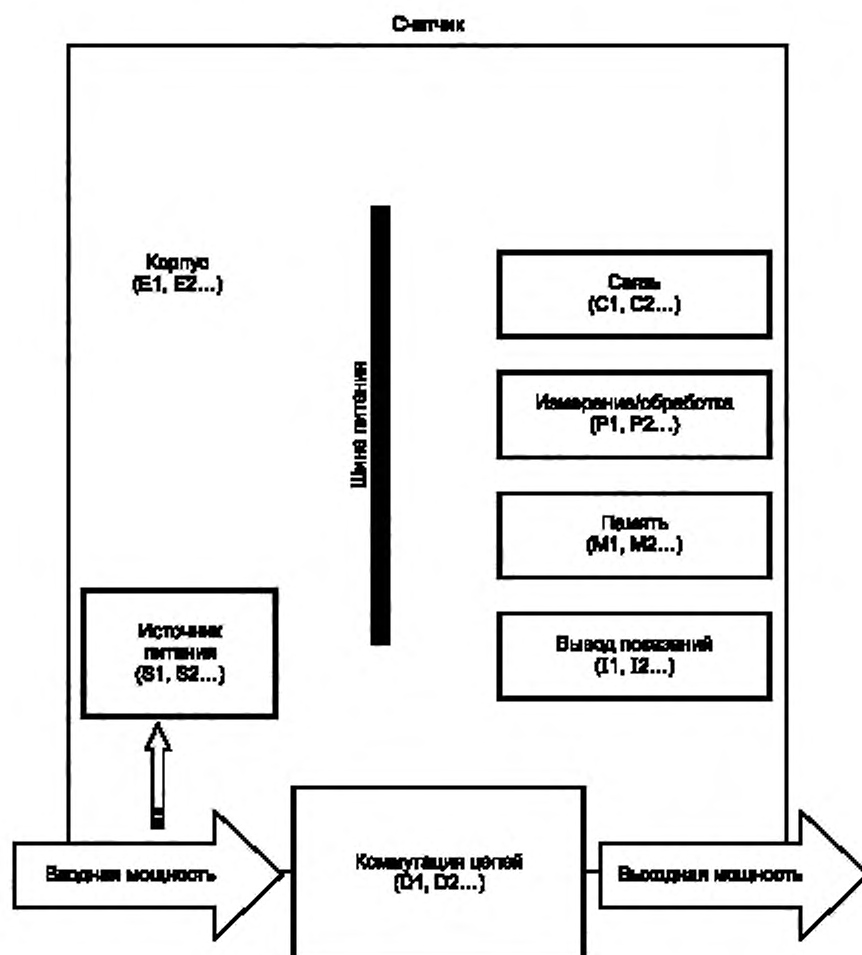 Счетчик
Корпус
(E1, E2...)
Шина питания
Связь
(C1, C2...)
Измерение/обработка
(P1, P2...)
Память
(M1, M2...)
Источник
питания
(S1, S2...)
Вывод показаний
(I1, I2...)
Входная мощность
Коммутация цепей
(D1, D2...)
Выходная мощность